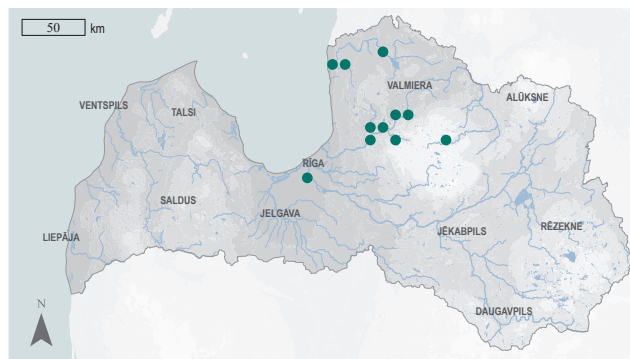 50 km
VALMIERA
ALŪKSNE
VENTSPILS
TALSI
RĪGA
SALDUS
JELGAVA
RĒZEKNE
JĒKABPILS
LIEPĀJA
N
DAUGAVPILS